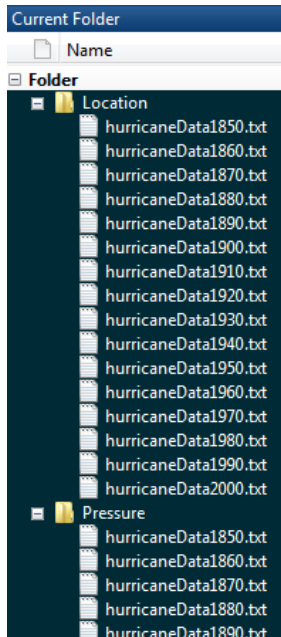 Current Folder
Name
Folder
Location
hurricaneData1850.txt
hurricaneData1860.txt
hurricaneData1870.txt
hurricaneData1880.txt
hurricaneData1890.txt
hurricaneData1900.txt
hurricaneData1910.txt
hurricaneData1920.txt
hurricaneData1930.txt
hurricaneData1940.txt
hurricaneData1950.txt
hurricaneData1960.txt
hurricaneData1970.txt
hurricaneData1980.txt
hurricaneData1990.txt
hurricaneData2000.txt
Pressure
hurricaneData1850.txt
hurricaneData1860.txt
hurricaneData1870.txt
hurricaneData1880.txt
hurricaneData1890.txt